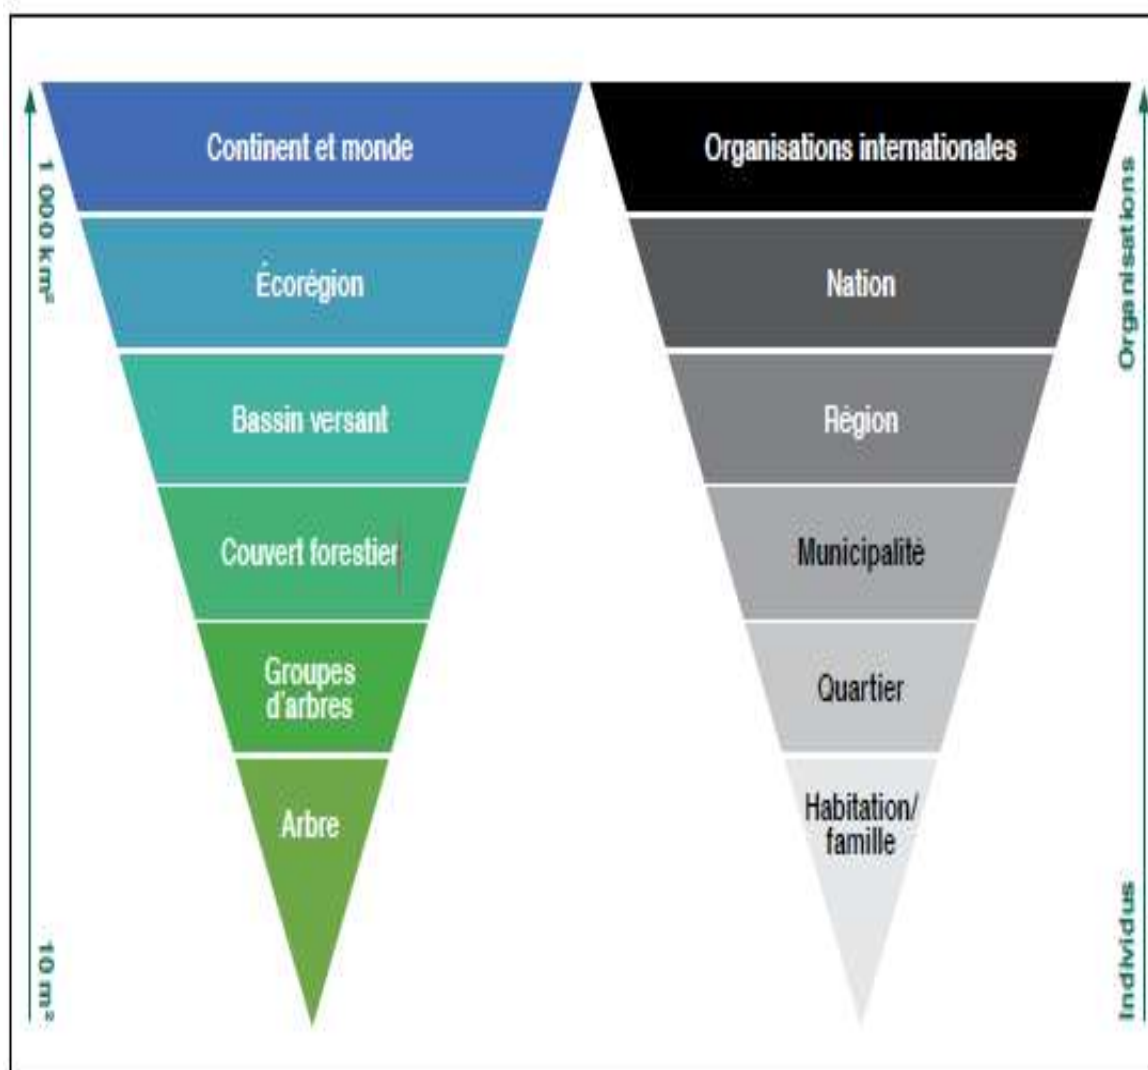 1 000 km²
10 m²
Continent et monde
Écorégion
Bassin versant
Couvert forestier
Groupes
d'arbres
Arbre
Organisations internationales
Nation
Région
Municipalité
Quartier
Habitation/
famille
Organisations
Individus